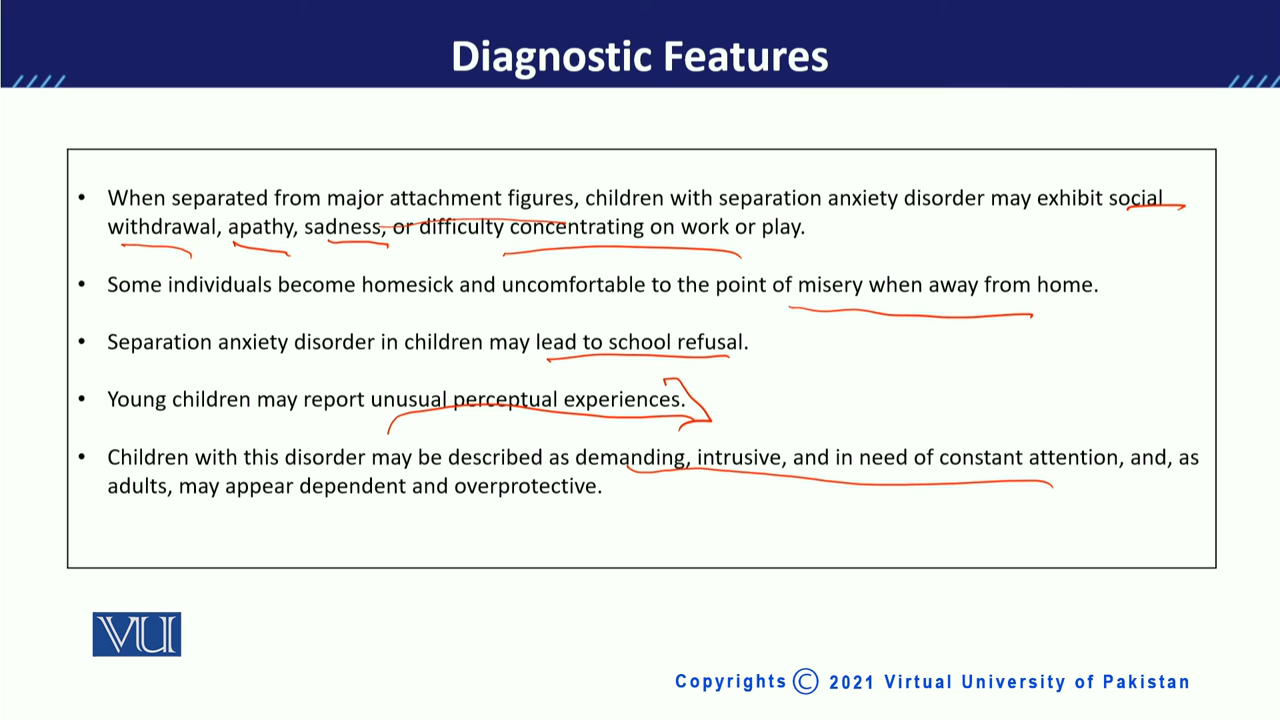 Diagnostic Features
• When separated from major attachment figures, children with separation anxiety disorder may exhibit social
withdrawal, apathy, sadness, or difficulty concentrating on work or play.
• Some individuals become homesick and uncomfortable to the point of misery when away from home.
• Separation anxiety disorder in children may lead to school refusal.
• Young children may report unusual perceptual experiences.
• Children with this disorder may be described as demanding, intrusive, and in need of constant attention, and, as
adults, may appear dependent and overprotective.
VU
Copyrights © 2021 Virtual University of Pakistan